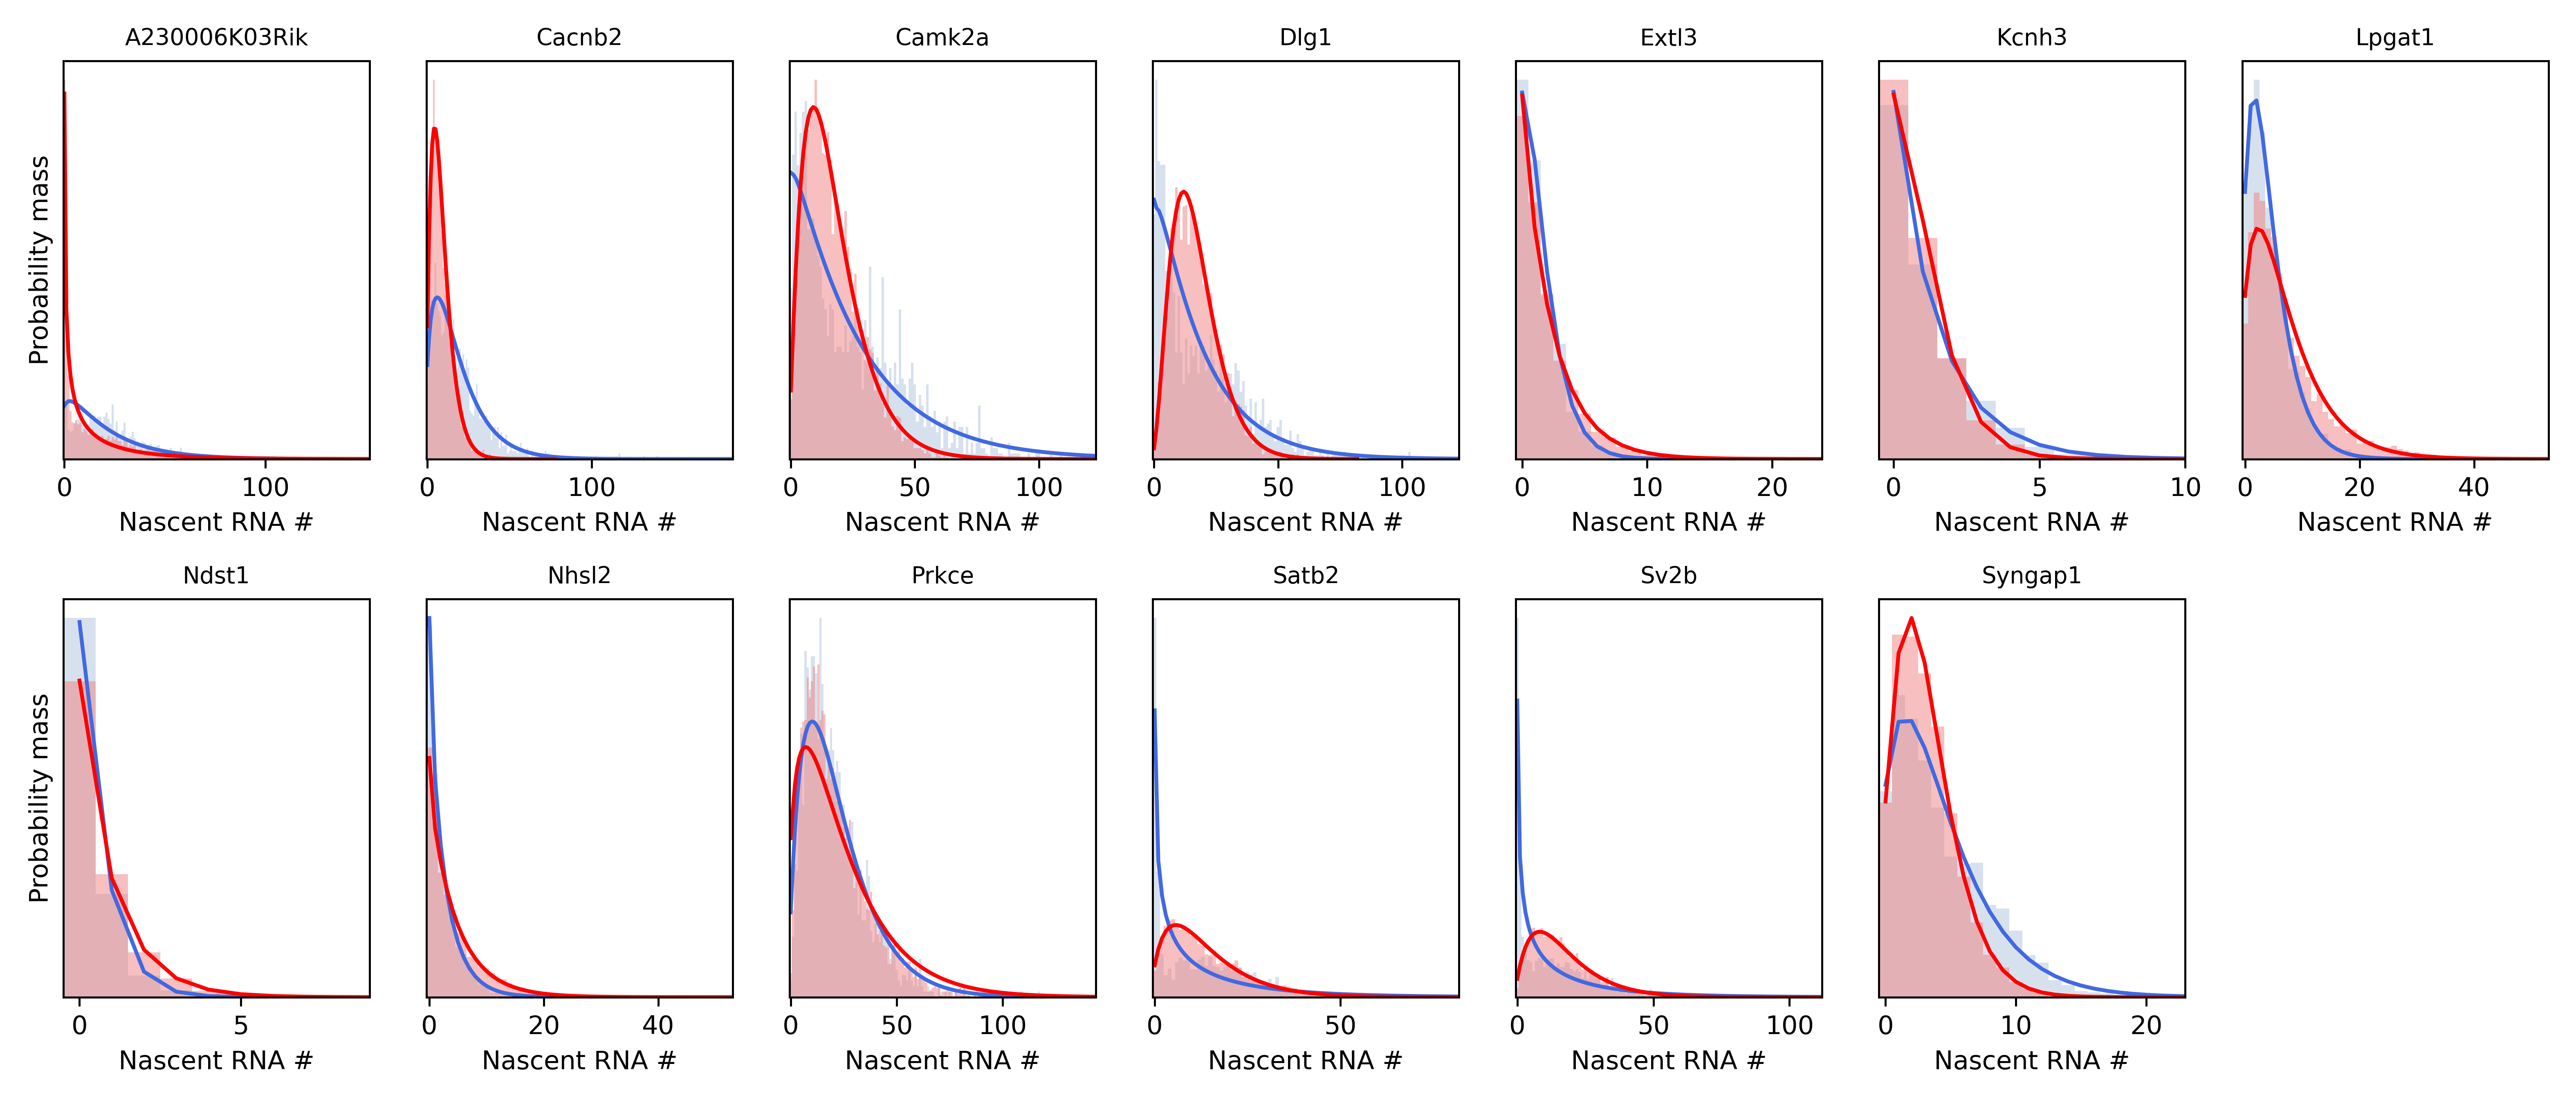 A230006K03Rik Cacnb2 Camk2a Dlg1 Extl3 Kcnh3 Lpgat1
Probability mass
0 100 0 100 0 50 100 0 50 100 0 10 20 0 5 10 0 20 40
Nascent RNA # Nascent RNA # Nascent RNA # Nascent RNA # Nascent RNA # Nascent RNA # Nascent RNA #
Ndst1 Nhsl2 Prkce Satb2 Sv2b Syngap1
Probability mass
0 5 0 20 40 0 50 100 0 50 0 50 100 0 10 20
Nascent RNA # Nascent RNA # Nascent RNA # Nascent RNA # Nascent RNA # Nascent RNA #